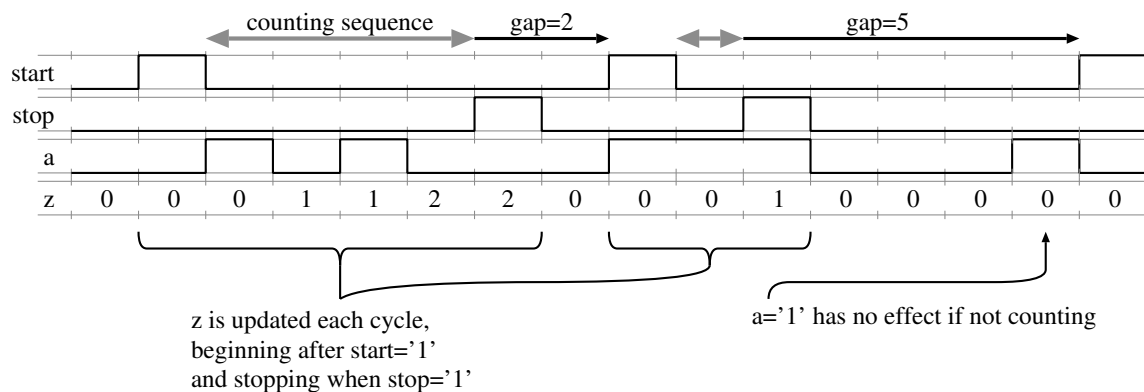 counting sequence gap=2 gap=5
start
stop
a
z 0 0 0 1 1 2 2 0 0 0 1 0 0 0 0 0
z is updated each cycle,
beginning after start=’1’
and stopping when stop=’1’
a=’1’ has no effect if not counting